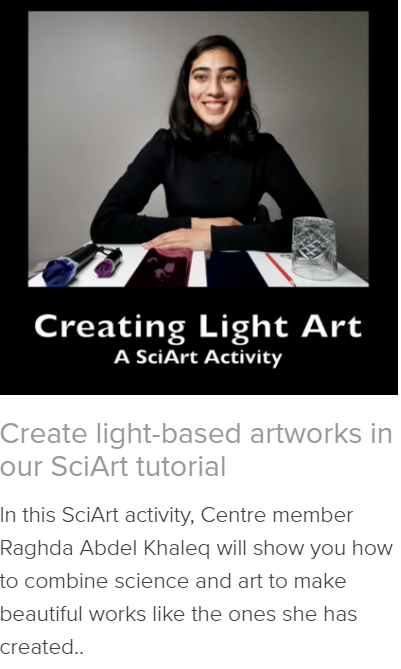 Creating Light Art
A SciArt Activity
Create light-based artworks in
our SciArt tutorial
In this SciArt activity, Centre member
Raghda Abdel Khaleq will show you how
to combine science and art to make
beautiful works like the ones she has
created..